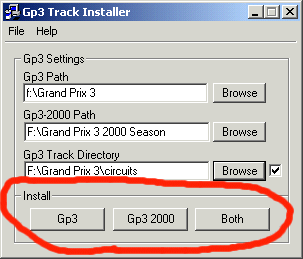 Gp3 Track Installer
File Help
Gp3 Settings
Gp3 Path
f:\Grand Prix 3 Browse
Gp3-2000 Path
F:\Grand Prix 3 2000 Season Browse
Gp3 Track Directory
F:\Grand Prix 3\circuits Browse
Install
Gp3 Gp3 2000 Both